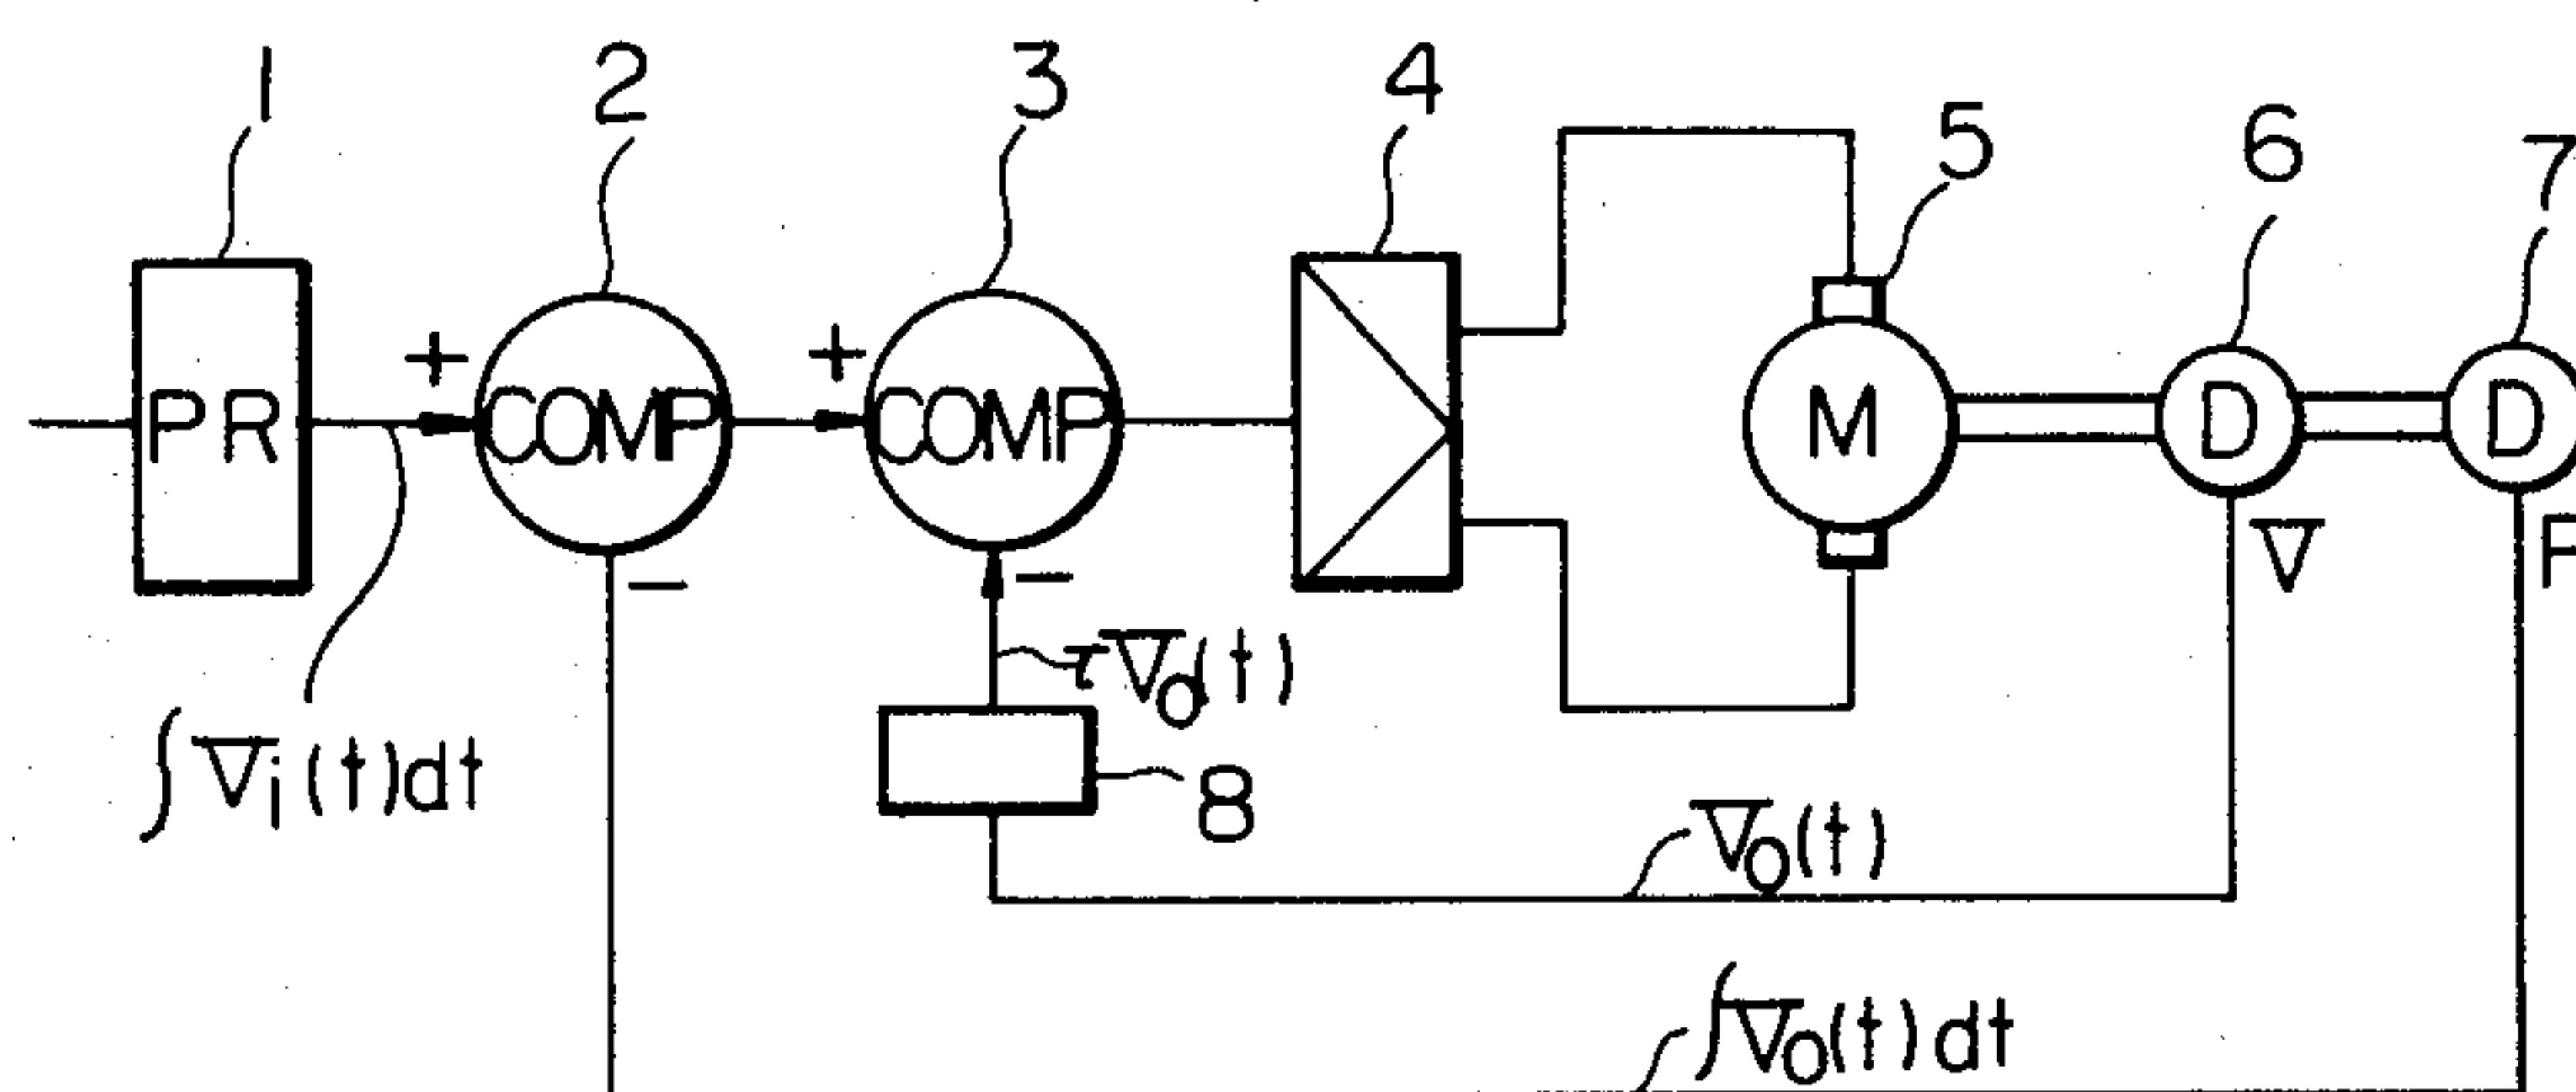 1
2
3
4
5
6
7
PR
+
COMP
+
COMP
M
D
D
−
−
V
P
τV₀(t)
∫Vi(t)dt
8
V₀(t)
∫V₀(t)dt